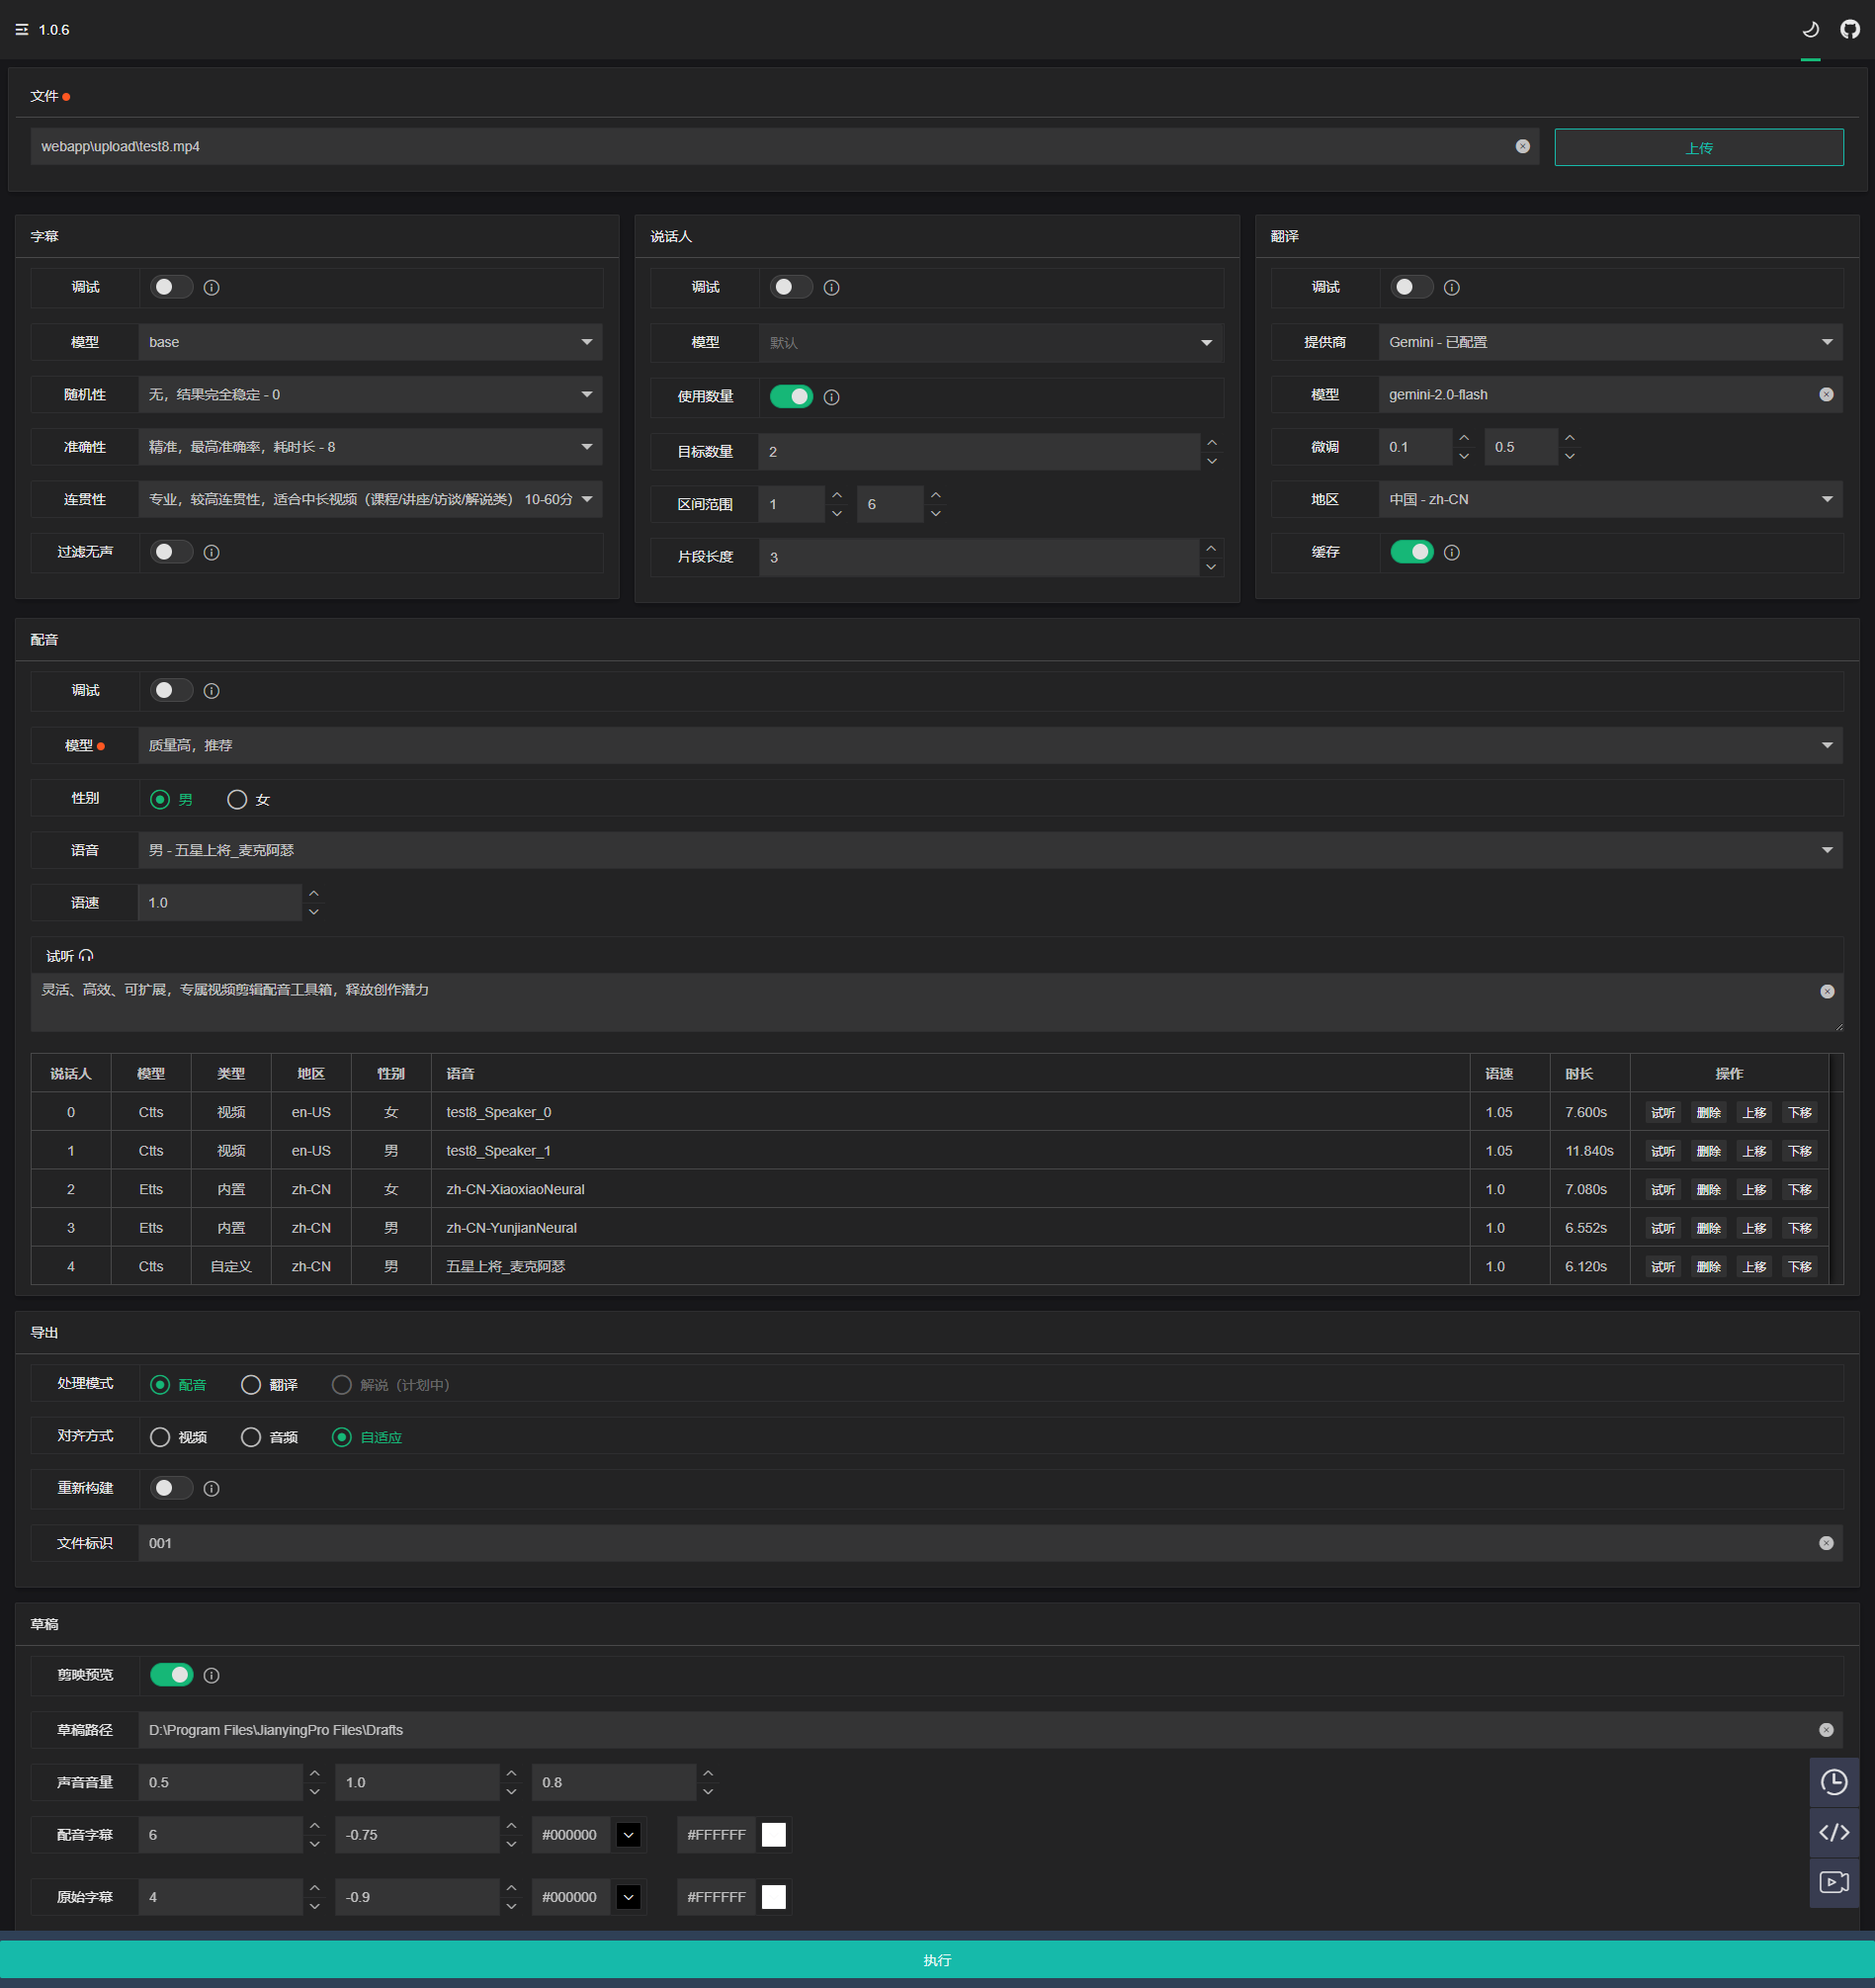 1.0.6
文件
webapp\upload\test8.mp4
上传
字幕
调试
模型 base
随机性 无，结果完全稳定 - 0
准确性 精准，最高准确率，耗时长 - 8
连贯性 专业，较高连贯性，适合中长视频（课程/讲座/访谈/解说类） 10-60分
过滤无声
说话人
调试
模型 默认
使用数量
目标数量 2
区间范围 1 6
片段长度 3
翻译
调试
提供商 Gemini - 已配置
模型 gemini-2.0-flash
微调 0.1 0.5
地区 中国 - zh-CN
缓存
配音
调试
模型 质量高，推荐
性别 男 女
语音 男 - 五星上将_麦克阿瑟
语速 1.0
试听
灵活、高效、可扩展，专属视频剪辑配音工具箱，释放创作潜力
说话人 模型 类型 地区 性别 语音 语速 时长 操作
0 Ctts 视频 en-US 女 test8_Speaker_0 1.05 7.600s 试听 删除 上移 下移
1 Ctts 视频 en-US 男 test8_Speaker_1 1.05 11.840s 试听 删除 上移 下移
2 Etts 内置 zh-CN 女 zh-CN-XiaoxiaoNeural 1.0 7.080s 试听 删除 上移 下移
3 Etts 内置 zh-CN 男 zh-CN-YunjianNeural 1.0 6.552s 试听 删除 上移 下移
4 Ctts 自定义 zh-CN 男 五星上将_麦克阿瑟 1.0 6.120s 试听 删除 上移 下移
导出
处理模式 配音 翻译 解说（计划中）
对齐方式 视频 音频 自适应
重新构建
文件标识 001
草稿
剪映预览
草稿路径 D:\Program Files\JianyingPro Files\Drafts
声音音量 0.5 1.0 0.8
配音字幕 6 -0.75 #000000 #FFFFFF
原始字幕 4 -0.9 #000000 #FFFFFF
执行